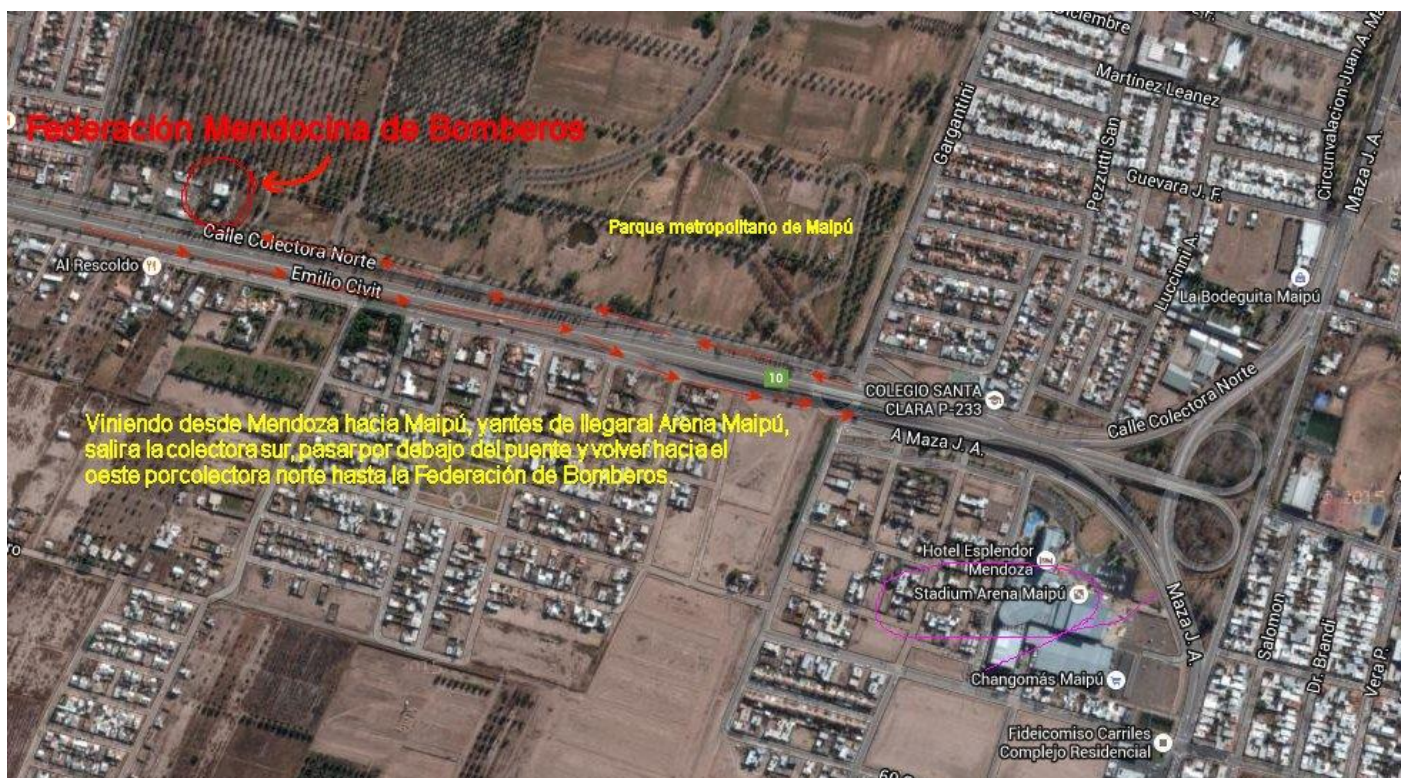 Diciembre
Martínez Leanez
Circunvalacion Juan A. Ma
Gargantini
Pezzutti San
Federación Mendocina de Bomberos
Guevara J. F.
Maza J. A.
Parque metropolitano de Maipú
Calle Colectora Norte
Al Rescoldo
Emilio Civit
Luccinni A.
La Bodeguita Maipú
10
COLEGIO SANTA
CLARA P-233
Calle Colectora Norte
Viniendo desde Mendoza hacia Maipú, yantes de llegaral Arena Maipú,
salira la colectora sur, pasar por debajo del puente y volver hacia el
oeste porcolectora norte hasta la Federación de Bomberos.
A Maza J. A.
Hotel Esplendor
Mendoza
Stadium Arena Maipú
Maza J. A.
Salomon
Dr. Brandi
Vera P.
Changomás Maipú
Fideicomiso Carriles
Complejo Residencial